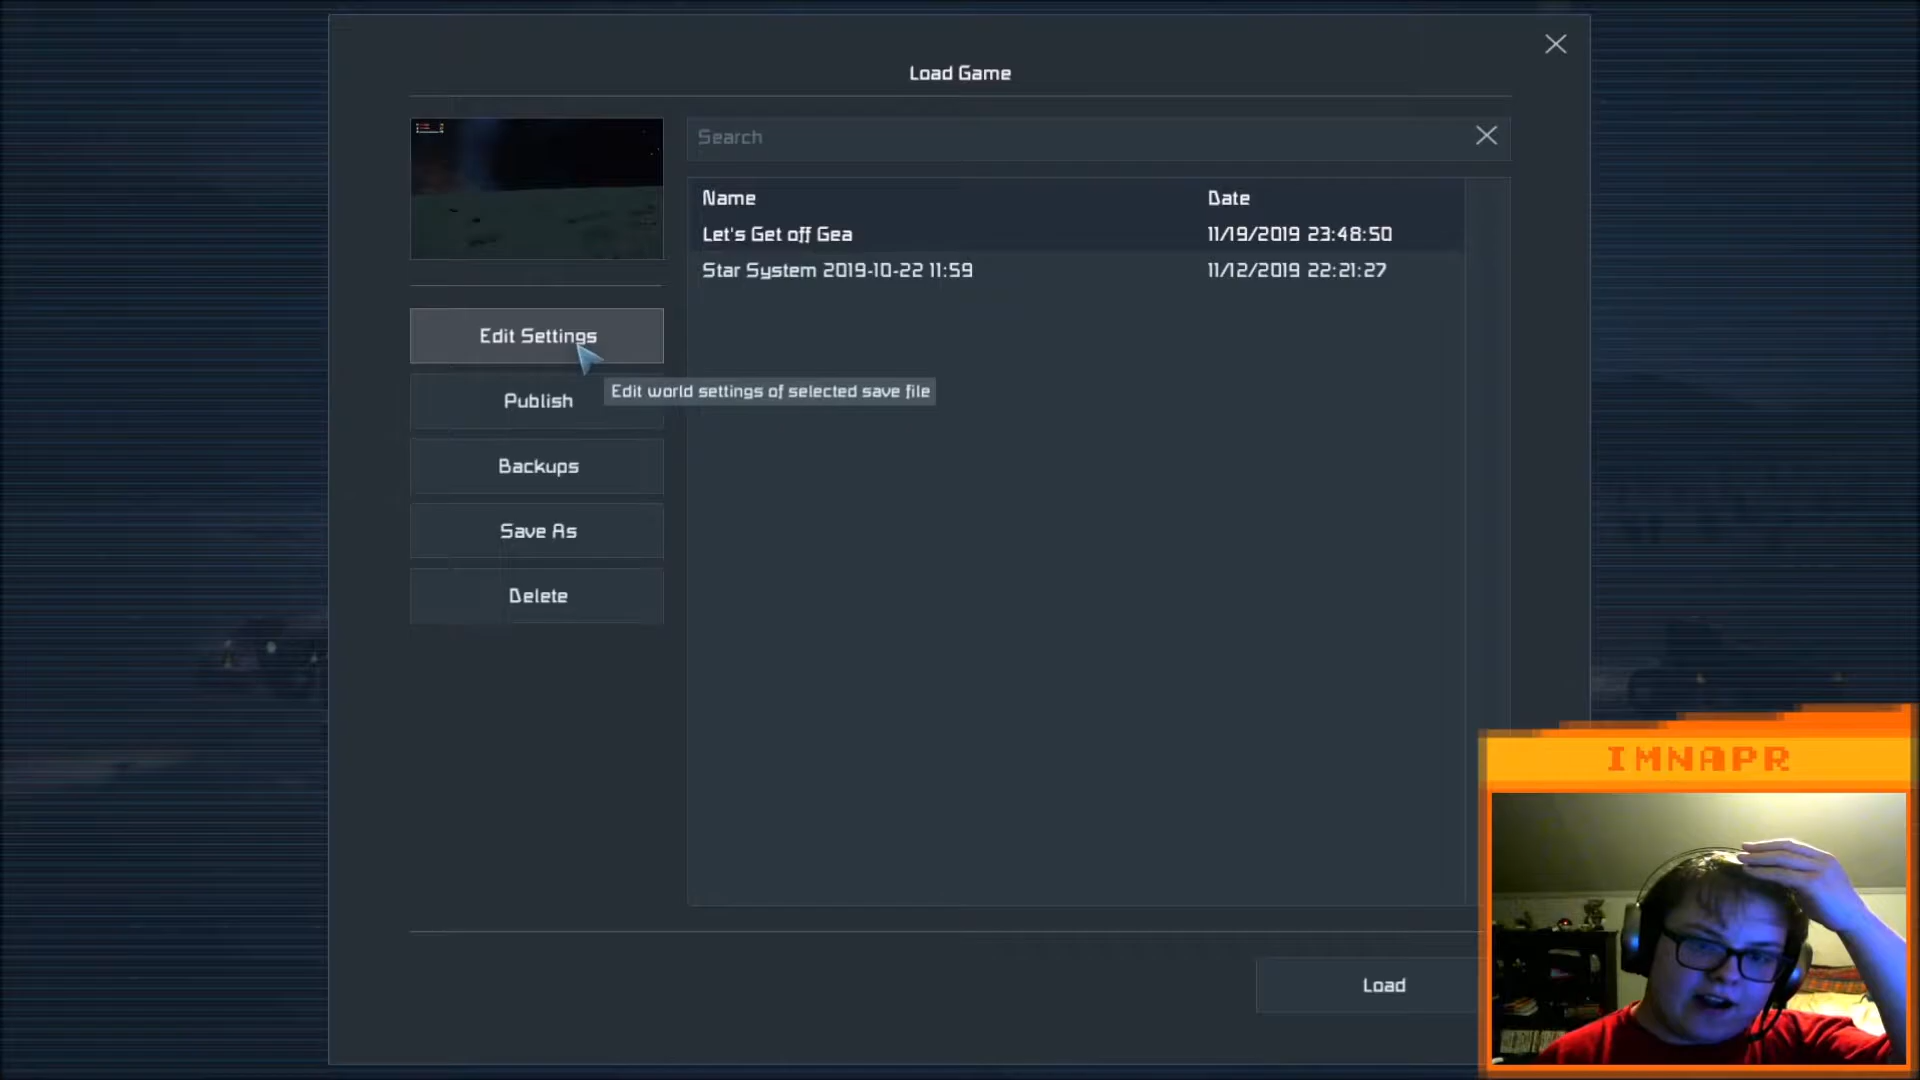 Load Game
Search
Name Date
Let's Get off Gea 11/19/2019 23:48:50
Star System 2019-10-22 11:59 11/12/2019 22:21:27
Edit Settings
Edit world settings of selected save file
Publish
Backups
Save As
Delete
IMNAPR
Load